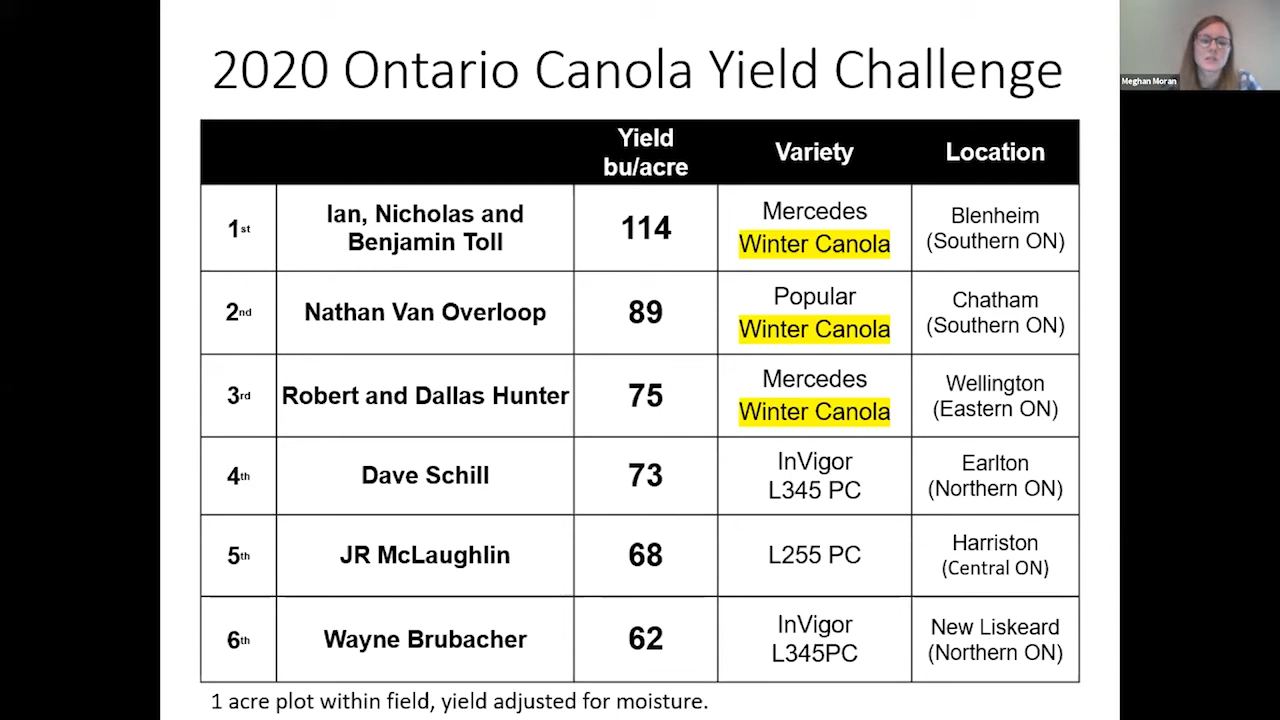 2020 Ontario Canola Yield Challenge
Meghan Moran
Yield
bu/acre
Variety
Location
1st
Ian, Nicholas and
Benjamin Toll
114
Mercedes
Winter Canola
Blenheim
(Southern ON)
2nd
Nathan Van Overloop
89
Popular
Winter Canola
Chatham
(Southern ON)
3rd
Robert and Dallas Hunter
75
Mercedes
Winter Canola
Wellington
(Eastern ON)
4th
Dave Schill
73
InVigor
L345 PC
Earlton
(Northern ON)
5th
JR McLaughlin
68
L255 PC
Harriston
(Central ON)
6th
Wayne Brubacher
62
InVigor
L345PC
New Liskeard
(Northern ON)
1 acre plot within field, yield adjusted for moisture.